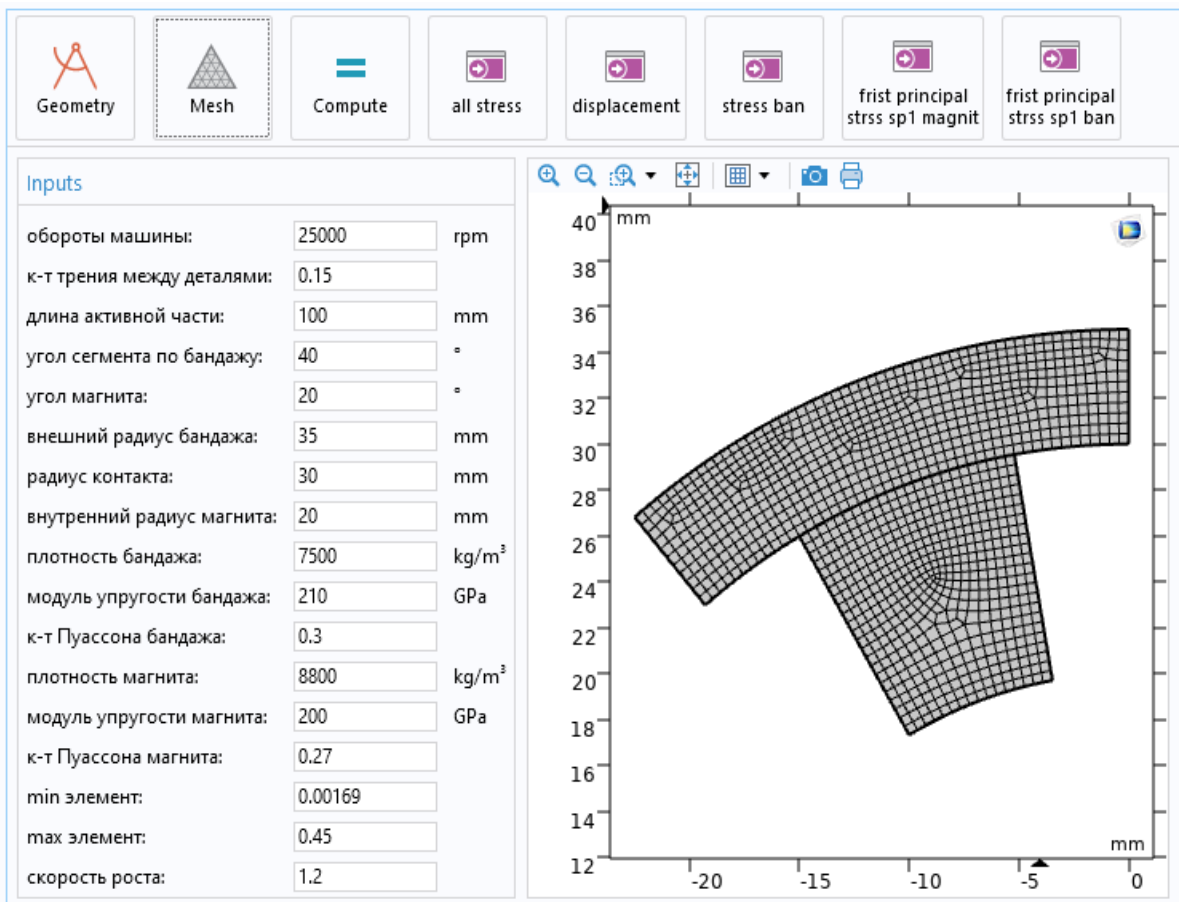 Geometry
Mesh
Compute
all stress
displacement
stress ban
frist principal
strss sp1 magnit
frist principal
strss sp1 ban
Inputs
обороты машины: 25000 rpm
к-т трения между деталями: 0.15
длина активной части: 100 mm
угол сегмента по бандажу: 40 °
угол магнита: 20 °
внешний радиус бандажа: 35 mm
радиус контакта: 30 mm
внутренний радиус магнита: 20 mm
плотность бандажа: 7500 kg/m³
модуль упругости бандажа: 210 GPa
к-т Пуассона бандажа: 0.3
плотность магнита: 8800 kg/m³
модуль упругости магнита: 200 GPa
к-т Пуассона магнита: 0.27
min элемент: 0.00169
max элемент: 0.45
скорость роста: 1.2
40 mm
38
36
34
32
30
28
26
24
22
20
18
16
14
mm
12
-20 -15 -10 -5 0